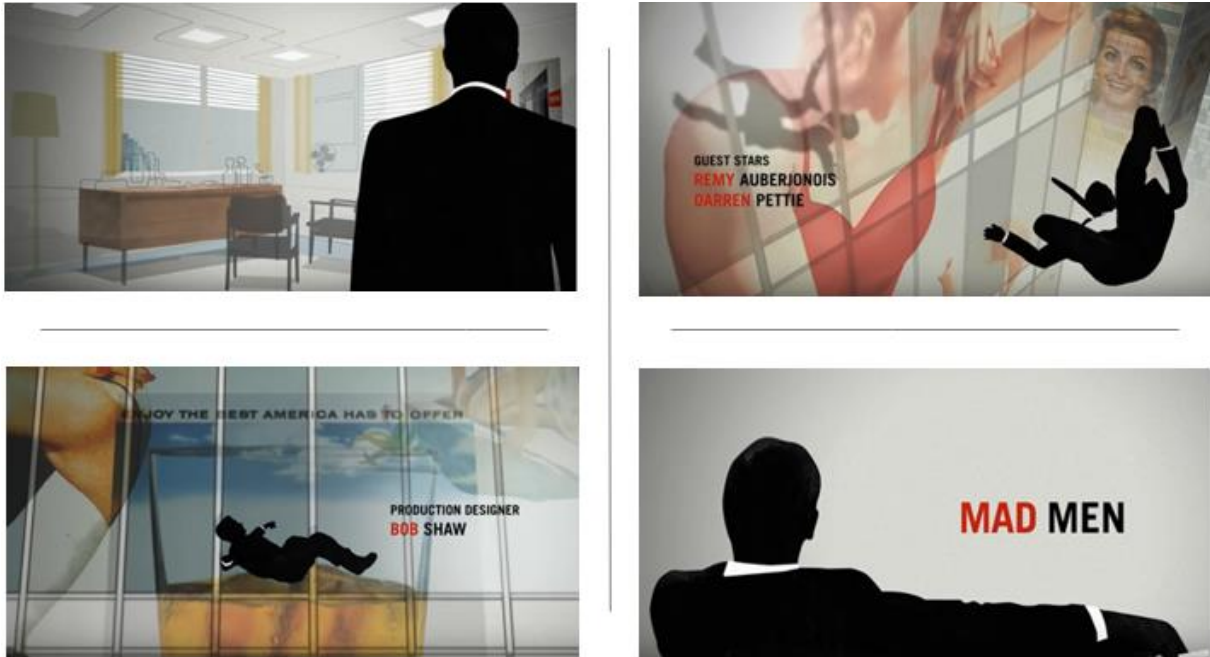 GUEST STARS
REMY AUBERJONOIS
DARREN PETTIE
ENJOY THE BEST AMERICA HAS TO OFFER
PRODUCTION DESIGNER
BOB SHAW
MAD MEN